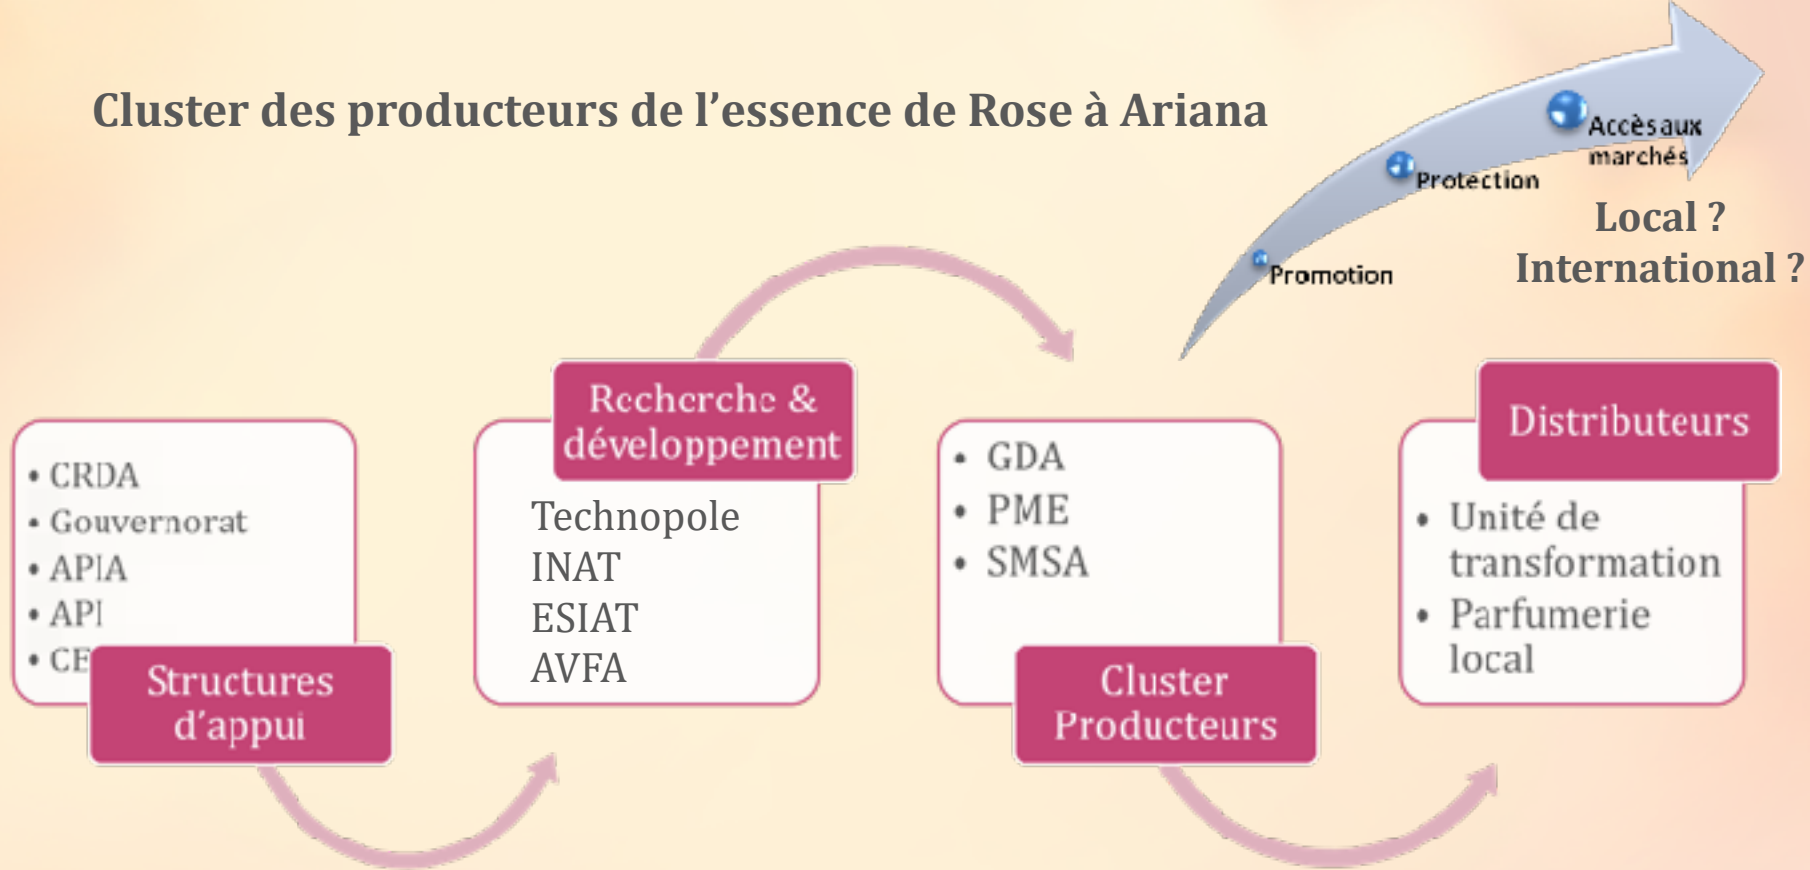 Cluster des producteurs de l’essence de Rose à Ariana
Accès aux
marchés
Protection
Promotion
Local ?
International ?
• CRDA
• Gouvernorat
• APIA
• API
Structures
d’appui
Recherche &
développement
Technopole
INAT
ESIAT
AVFA
• GDA
• PME
• SMSA
Cluster
Producteurs
Distributeurs
• Unité de
transformation
• Parfumerie
local